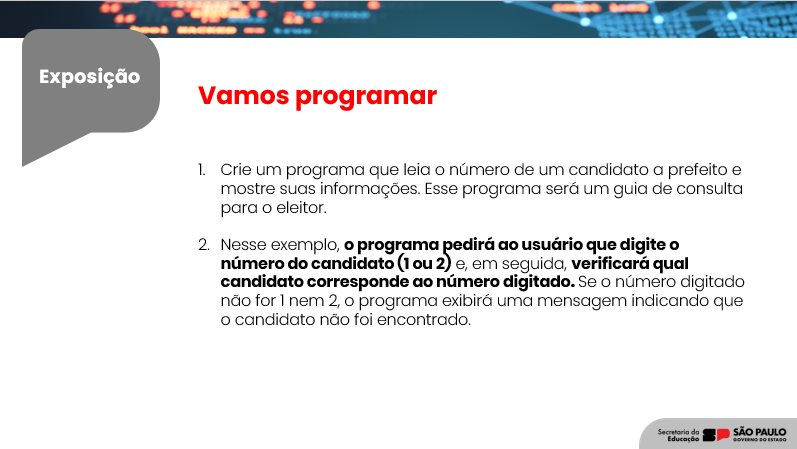 Exposição
Vamos programar
1. Crie um programa que leia o número de um candidato a prefeito e
mostre suas informações. Esse programa será um guia de consulta
para o eleitor.
2. Nesse exemplo, o programa pedirá ao usuário que digite o
número do candidato (1 ou 2) e, em seguida, verificará qual
candidato corresponde ao número digitado. Se o número digitado
não for 1 nem 2, o programa exibirá uma mensagem indicando que
o candidato não foi encontrado.
Secretaria da
Educação
SÃO PAULO
GOVERNO DO ESTADO